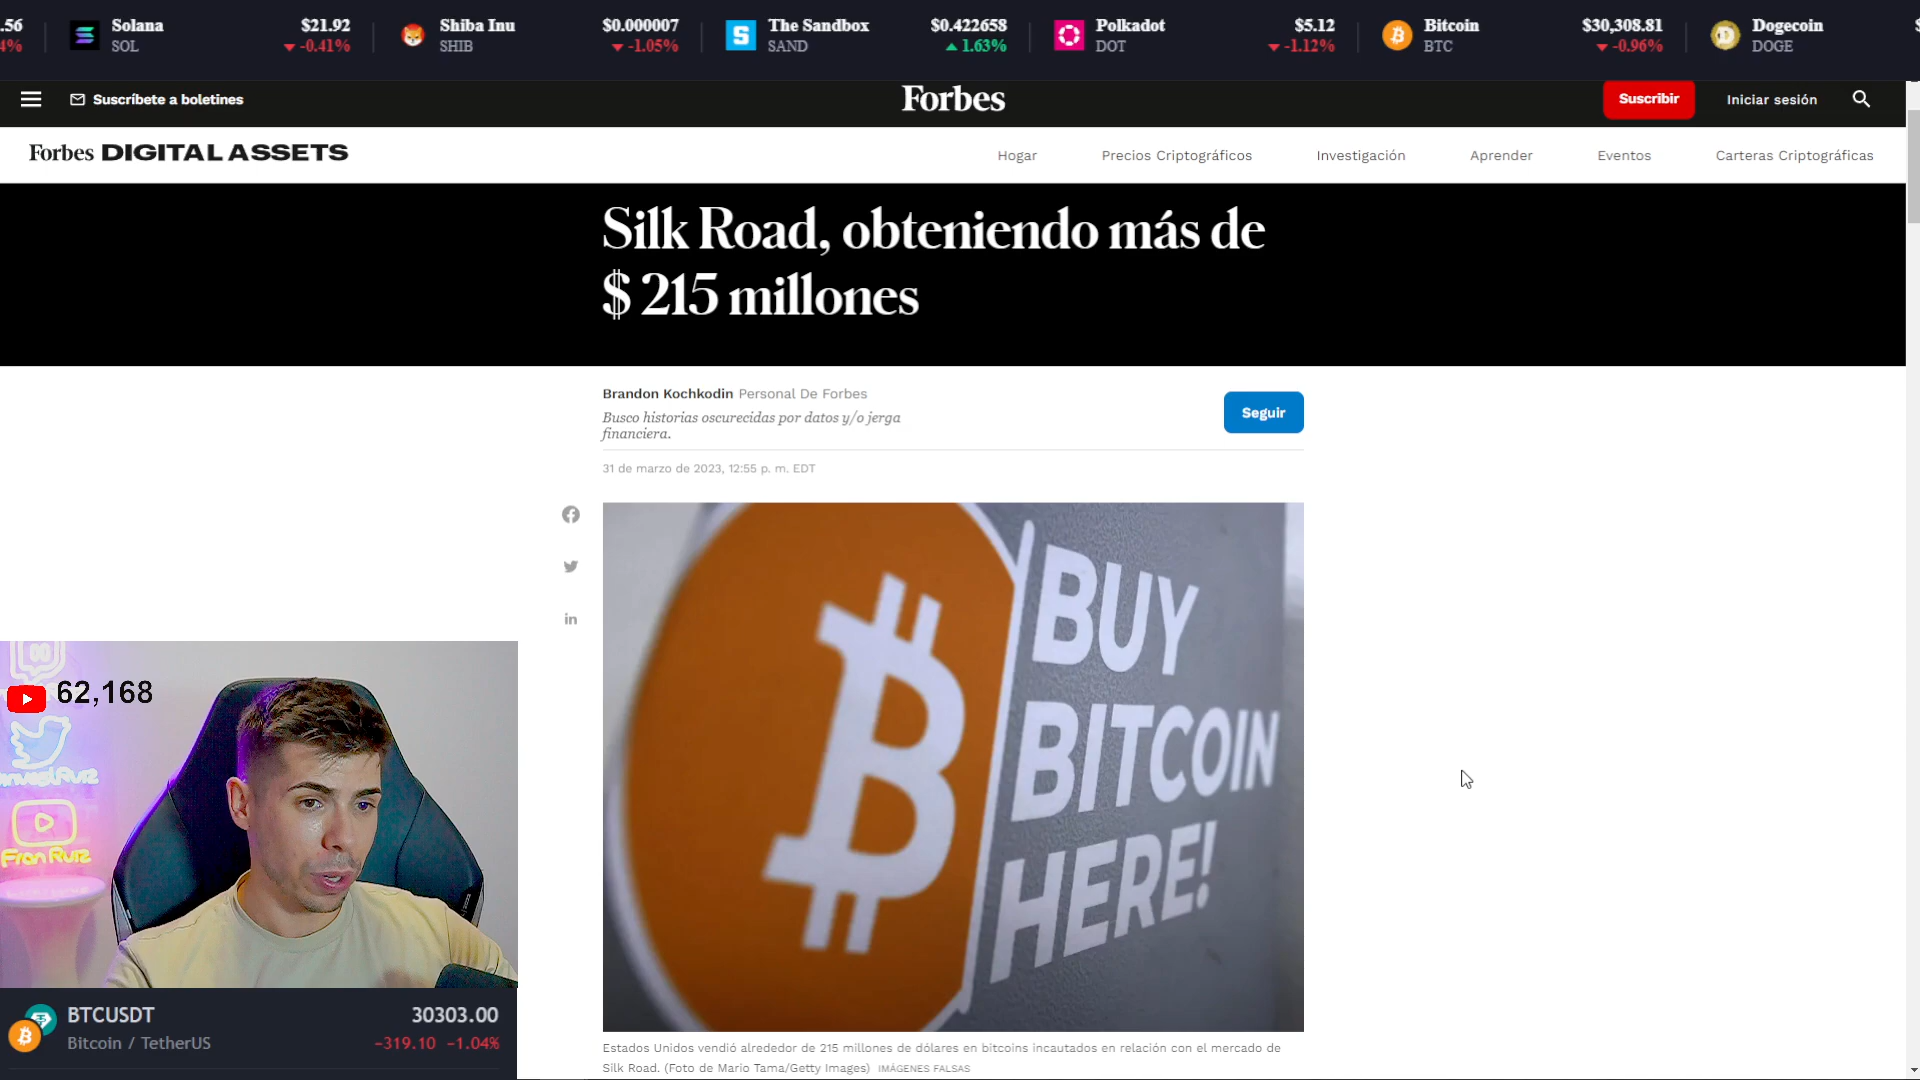 .56
4%
Solana
SOL
$21.92
-0.41%
Shiba Inu
SHIB
$0.000007
-1.05%
The Sandbox
SAND
$0.422658
1.63%
Polkadot
DOT
$5.12
-1.12%
Bitcoin
BTC
$30,308.81
-0.96%
Dogecoin
DOGE
Suscríbete a boletines
Forbes
Suscribir
Iniciar sesión
Forbes DIGITAL ASSETS
Hogar
Precios Criptográficos
Investigación
Aprender
Eventos
Carteras Criptográficas
Silk Road, obteniendo más de
$ 215 millones
Brandon Kochkodin Personal De Forbes
Busco historias oscurecidas por datos y/o jerga
financiera.
Seguir
31 de marzo de 2023, 12:55 p. m. EDT
BUY
BITCOIN
HERE!
62,168
Fran Ruiz
BTCUSDT
30303.00
Bitcoin / TetherUS
-319.10 -1.04%
Estados Unidos vendió alrededor de 215 millones de dólares en bitcoins incautados en relación con el mercado de
Silk Road. (Foto de Mario Tama/Getty Images) IMÁGENES FALSAS